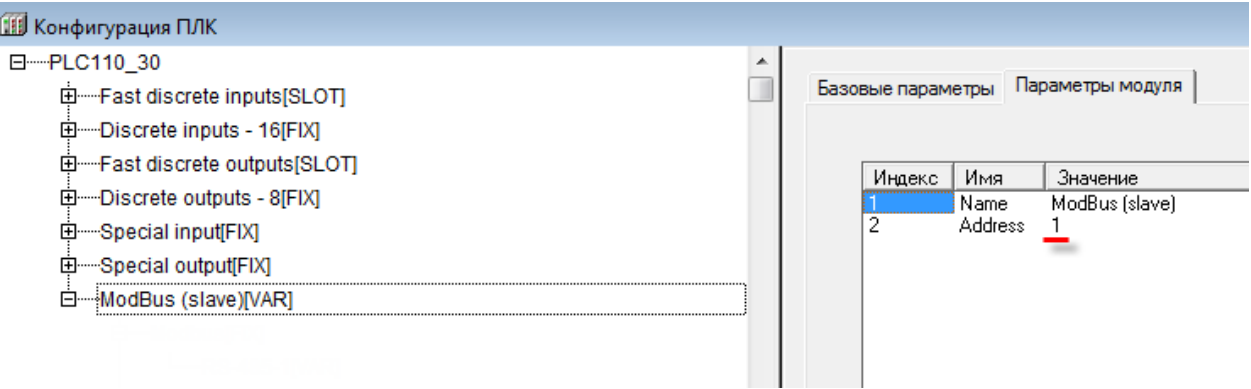 Конфигурация ПЛК
PLC110_30
Fast discrete inputs[SLOT]
Discrete inputs - 16[FIX]
Fast discrete outputs[SLOT]
Discrete outputs - 8[FIX]
Special input[FIX]
Special output[FIX]
ModBus (slave)[VAR]
Базовые параметры Параметры модуля
Индекс Имя Значение
1 Name ModBus (slave)
2 Address 1